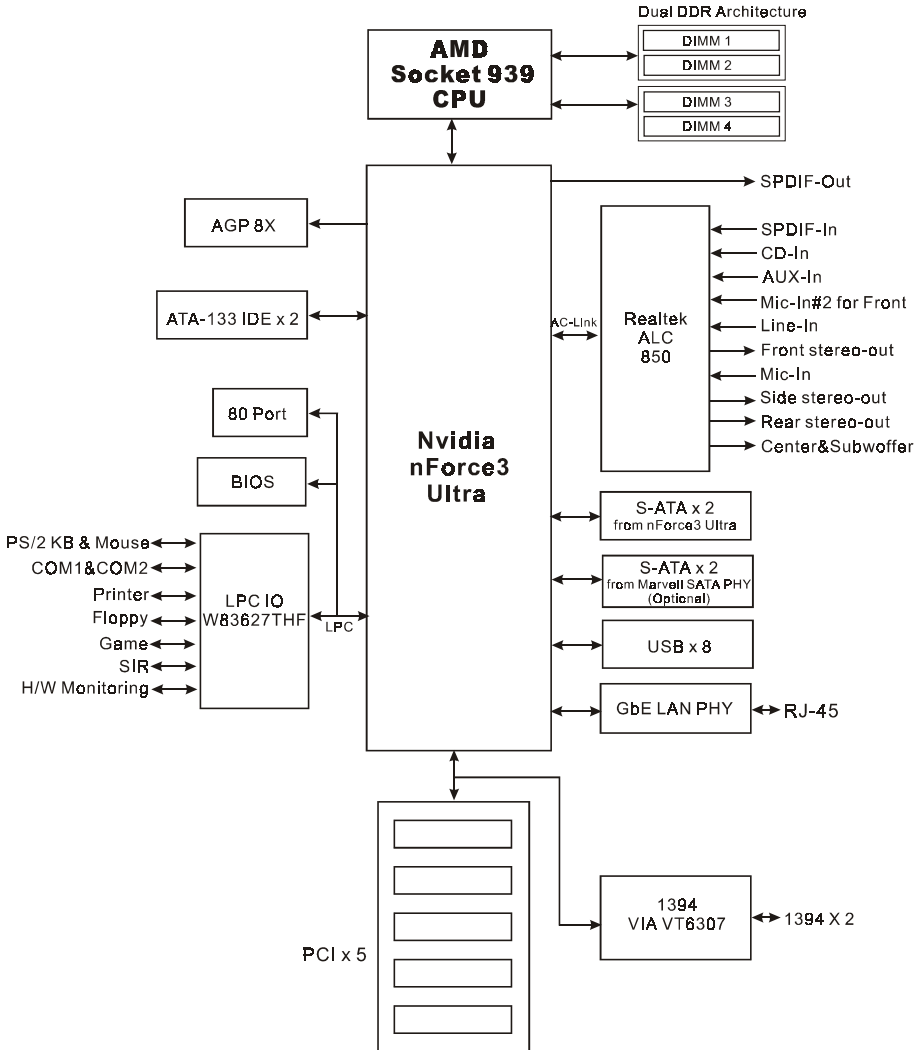 Dual DDR Architecture
AMD
Socket 939
CPU
DIMM 1
DIMM 2
DIMM 3
DIMM 4
SPDIF-Out
AGP 8X
SPDIF-In
CD-In
AUX-In
Mic-In#2 for Front
Line-In
Front stereo-out
Mic-In
Side stereo-out
Rear stereo-out
Center&Subwoffer
ATA-133 IDE x 2
AC-Link
Realtek
ALC
850
80 Port
BIOS
Nvidia
nForce3
Ultra
S-ATA x 2
from nForce3 Ultra
S-ATA x 2
from Marvell SATA PHY
(Optional)
USB x 8
GbE LAN PHY
RJ-45
PS/2 KB & Mouse
COM1&COM2
Printer
Floppy
Game
SIR
H/W Monitoring
LPC IO
W83627THF
LPC
PCI x 5
1394
VIA VT6307
1394 X 2